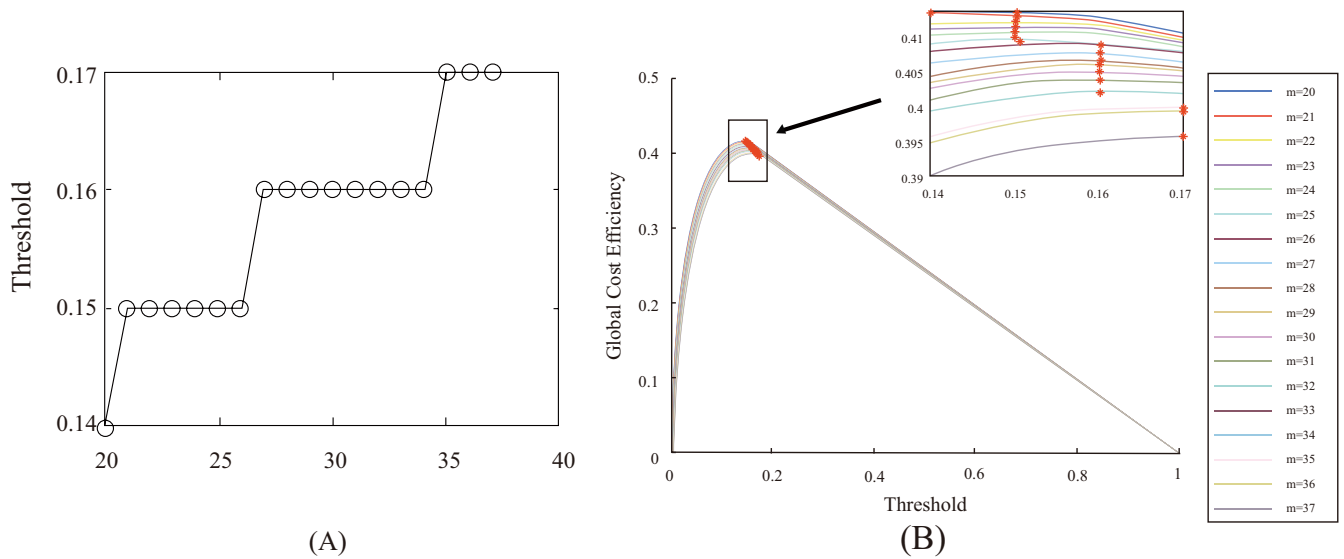 0.17
0.16
0.15
0.14
Threshold
20
25
30
35
40
(A)
0.5
0.4
0.3
0.2
0.1
0
Global Cost Efficiency
0
0.2
0.4
0.6
0.8
1
Threshold
(B)
0.41
0.405
0.4
0.395
0.39
0.14
0.15
0.16
0.17
m=20
m=21
m=22
m=23
m=24
m=25
m=26
m=27
m=28
m=29
m=30
m=31
m=32
m=33
m=34
m=35
m=36
m=37